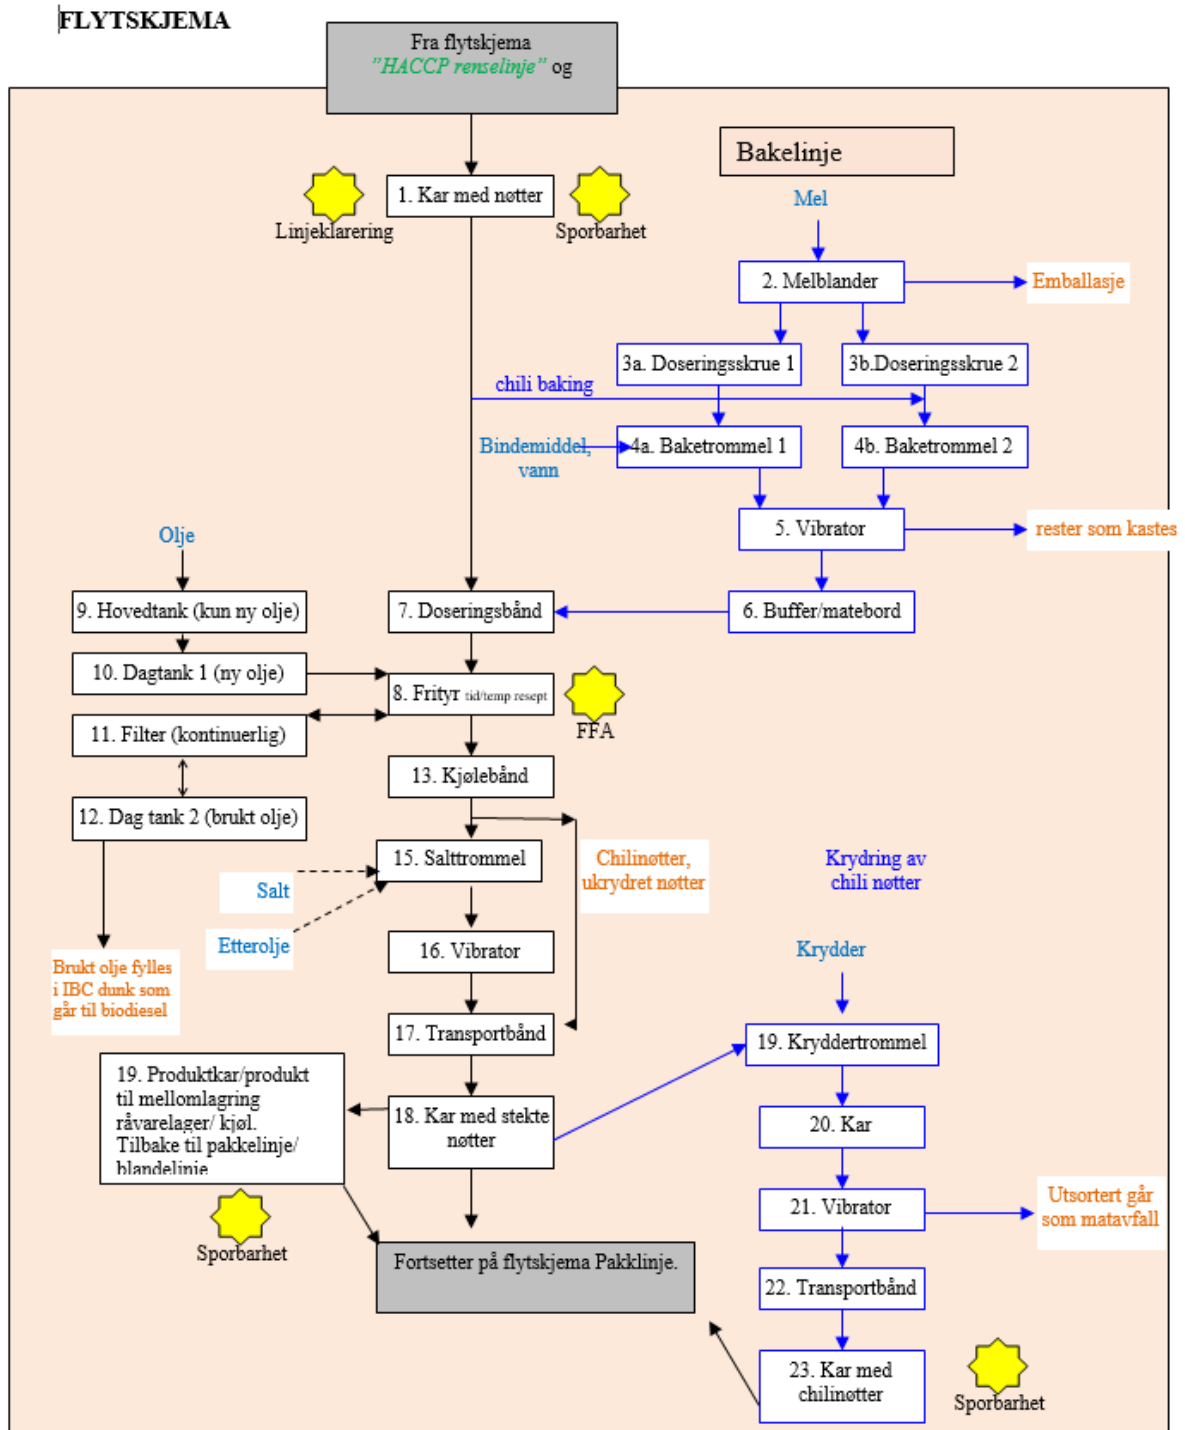 FLYTSKJEMA
Fra flytskjema
”HACCP renselinje” og
Bakelinje
Mel
1. Kar med nøtter
Linjeklarering
Sporbarhet
2. Melblander
Emballasje
3a. Doseringsskrue 1
3b.Doseringsskrue 2
chili baking
Bindemiddel,
vann
4a. Baketrommel 1
4b. Baketrommel 2
5. Vibrator
rester som kastes
Olje
9. Hovedtank (kun ny olje)
7. Doseringsbånd
6. Buffer/matebord
10. Dagtank 1 (ny olje)
8. Frityr tid/temp resept
FFA
11. Filter (kontinuerlig)
13. Kjølebånd
12. Dag tank 2 (brukt olje)
15. Salttrommel
Chilinøtter,
ukrydret nøtter
Krydring av
chili nøtter
Salt
Etterolje
16. Vibrator
Krydder
Brukt olje fylles
i IBC dunk som
går til biodiesel
17. Transportbånd
19. Kryddertrommel
19. Produktkar/produkt
til mellomlagring
råvarelager/ kjøl.
Tilbake til pakkelinje/
blandelinie
18. Kar med stekte
nøtter
20. Kar
21. Vibrator
Utsortert går
som matavfall
Sporbarhet
Fortsetter på flytskjema Pakklinje.
22. Transportbånd
23. Kar med
chilinøtter
Sporbarhet